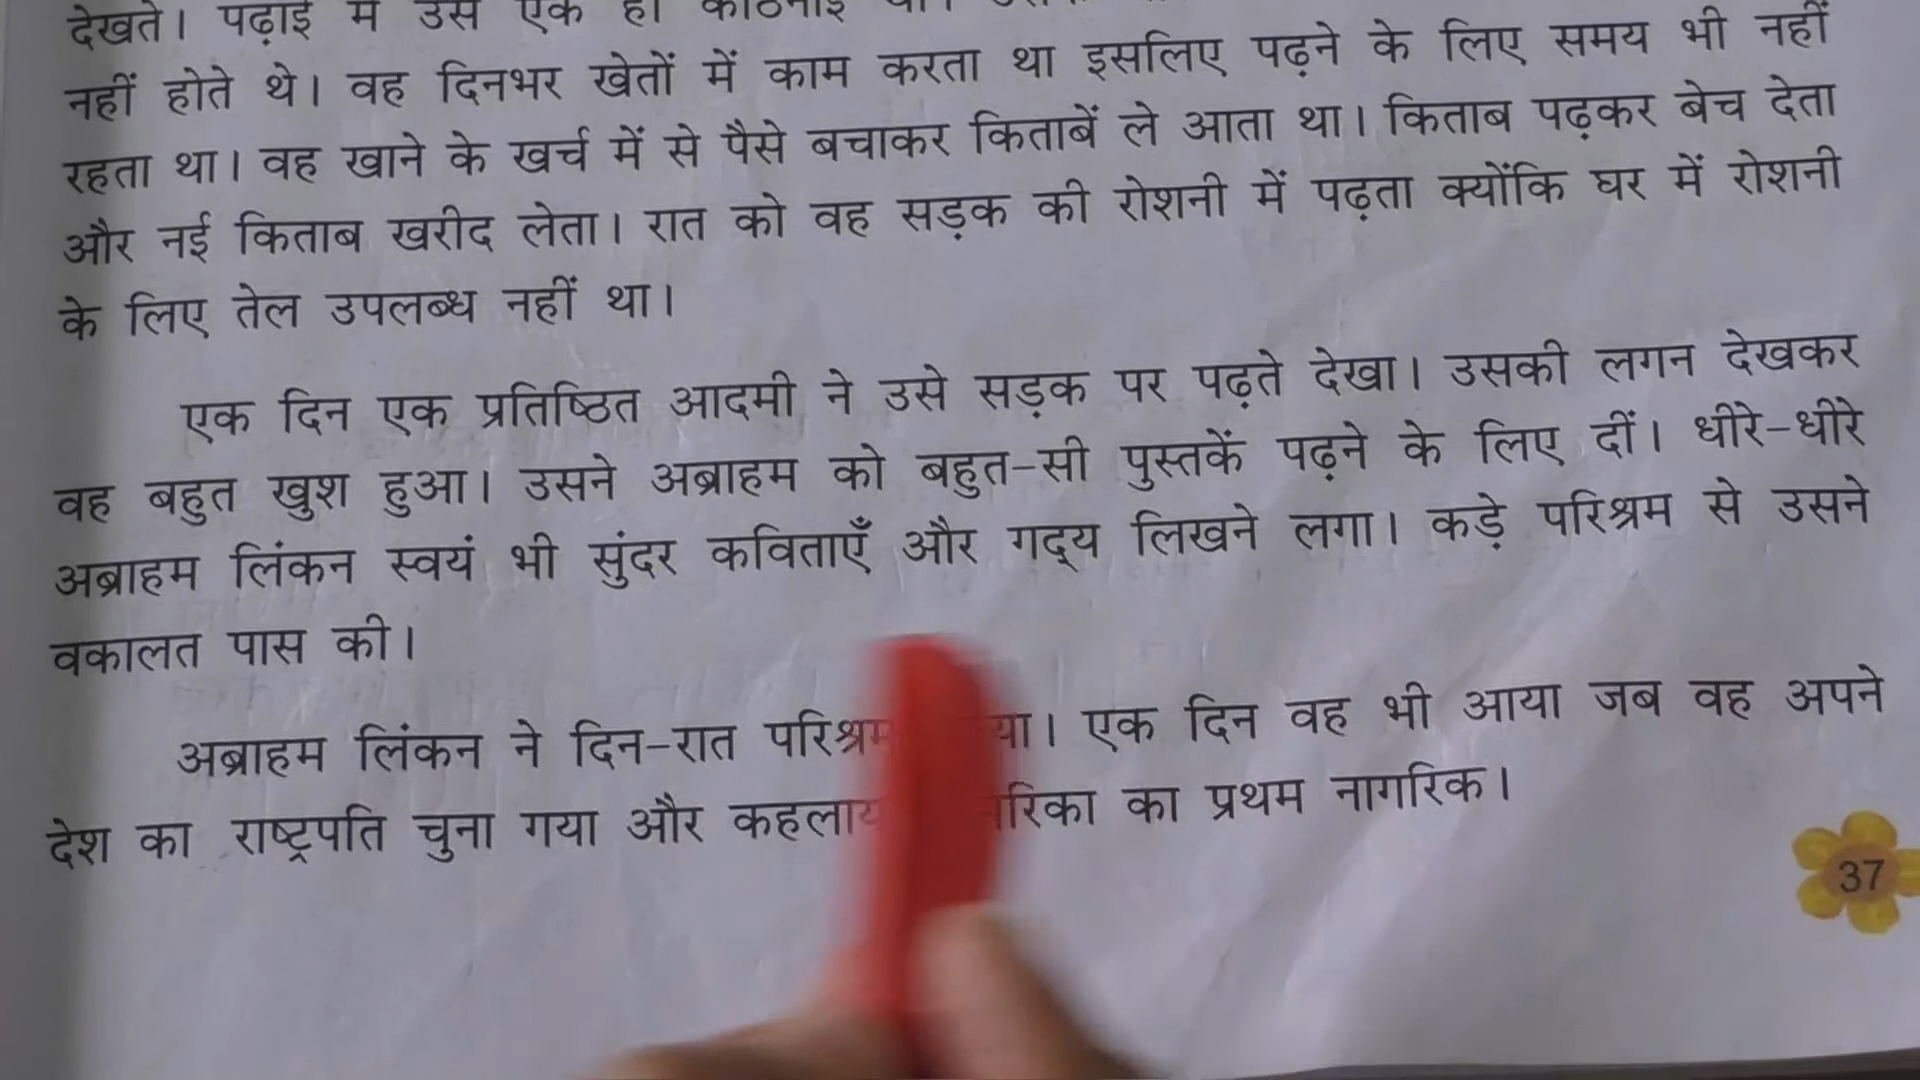 देखते। पढ़ाई में उसे एक ही कठिनाई
नहीं होते थे। वह दिनभर खेतों में काम करता था इसलिए पढ़ने के लिए समय भी नहीं
रहता था। वह खाने के खर्च में से पैसे बचाकर किताबें ले आता था। किताब पढ़कर बेच देता
और नई किताब खरीद लेता। रात को वह सड़क की रोशनी में पढ़ता क्योंकि घर में रोशनी
के लिए तेल उपलब्ध नहीं था।
एक दिन एक प्रतिष्ठित आदमी ने उसे सड़क पर पढ़ते देखा। उसकी लगन देखकर
वह बहुत खुश हुआ। उसने अब्राहम को बहुत-सी पुस्तकें पढ़ने के लिए दीं। धीरे-धीरे
अब्राहम लिंकन स्वयं भी सुंदर कविताएँ और गद्‌य लिखने लगा। कड़े परिश्रम से उसने
वकालत पास की।
अब्राहम लिंकन ने दिन-रात परिश्रम या। एक दिन वह भी आया जब वह अपने
देश का राष्ट्रपति चुना गया और का प्रथम नागरिक।
37